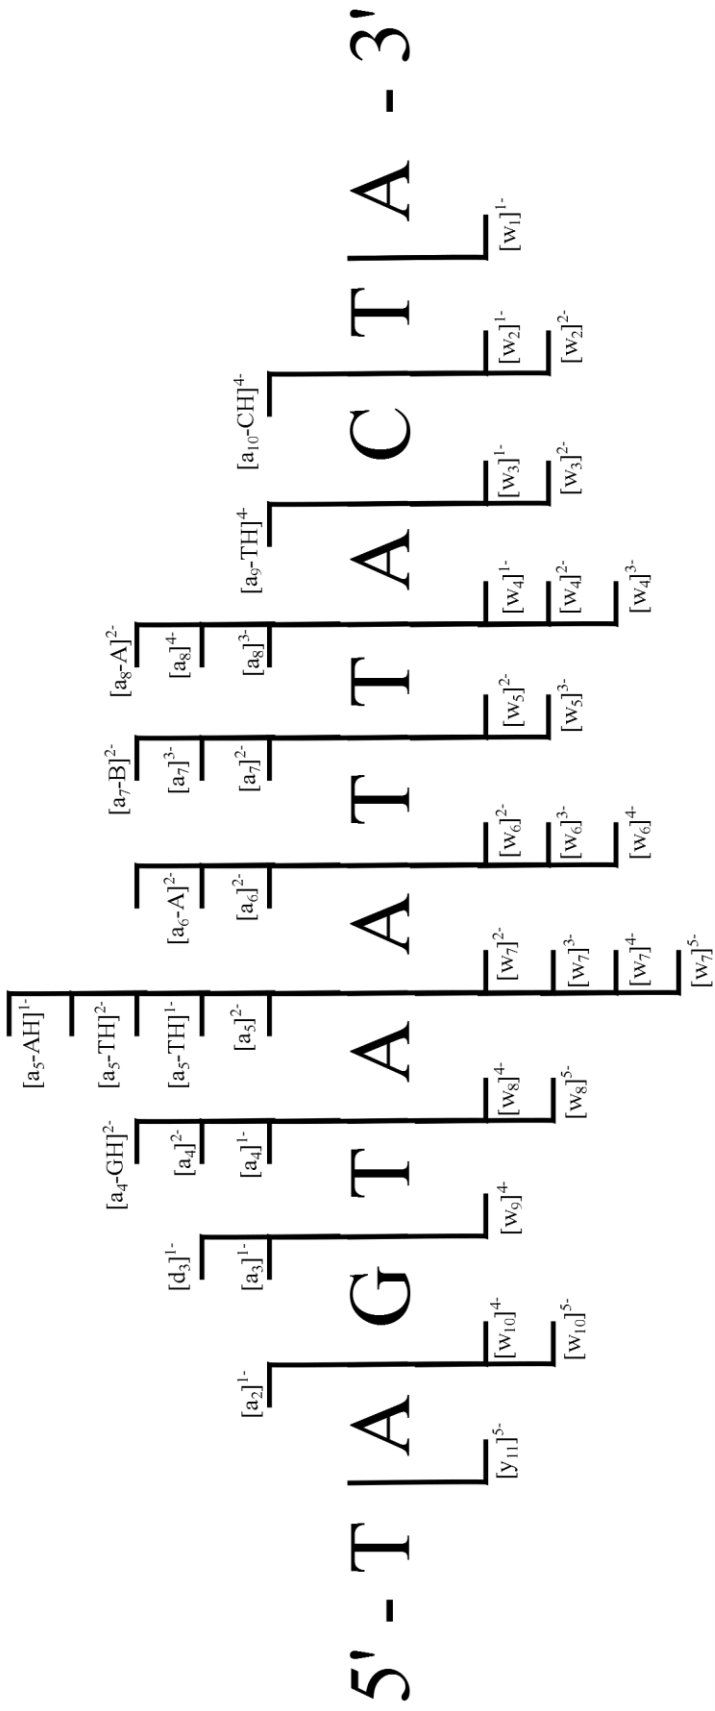 [a₅-AH]¹⁻
[a₄-GH]²⁻ [a₅-TH]²⁻ [a₇-B]²⁻ [a₈-A]²⁻
[d₃]¹⁻ [a₄]²⁻ [a₅-TH]¹⁻ [a₆-A]²⁻ [a₇]³⁻ [a₈]⁴⁻
[a₂]¹⁻ [a₃]¹⁻ [a₄]¹⁻ [a₅]²⁻ [a₆]²⁻ [a₇]²⁻ [a₈]³⁻ [a₉-TH]⁴⁻ [a₁₀-CH]⁴⁻
5' - T A G T A A T T A C T A - 3'
[y₁₁]⁵⁻ [w₁₀]⁴⁻ [w₉]⁴⁻ [w₈]⁴⁻ [w₇]²⁻ [w₆]²⁻ [w₅]²⁻ [w₄]¹⁻ [w₃]¹⁻ [w₂]¹⁻ [w₁]¹⁻
[w₁₀]⁵⁻ [w₈]⁵⁻ [w₇]³⁻ [w₆]³⁻ [w₅]³⁻ [w₄]²⁻ [w₃]²⁻ [w₂]²⁻
[w₇]⁴⁻ [w₆]⁴⁻ [w₄]³⁻
[w₇]⁵⁻